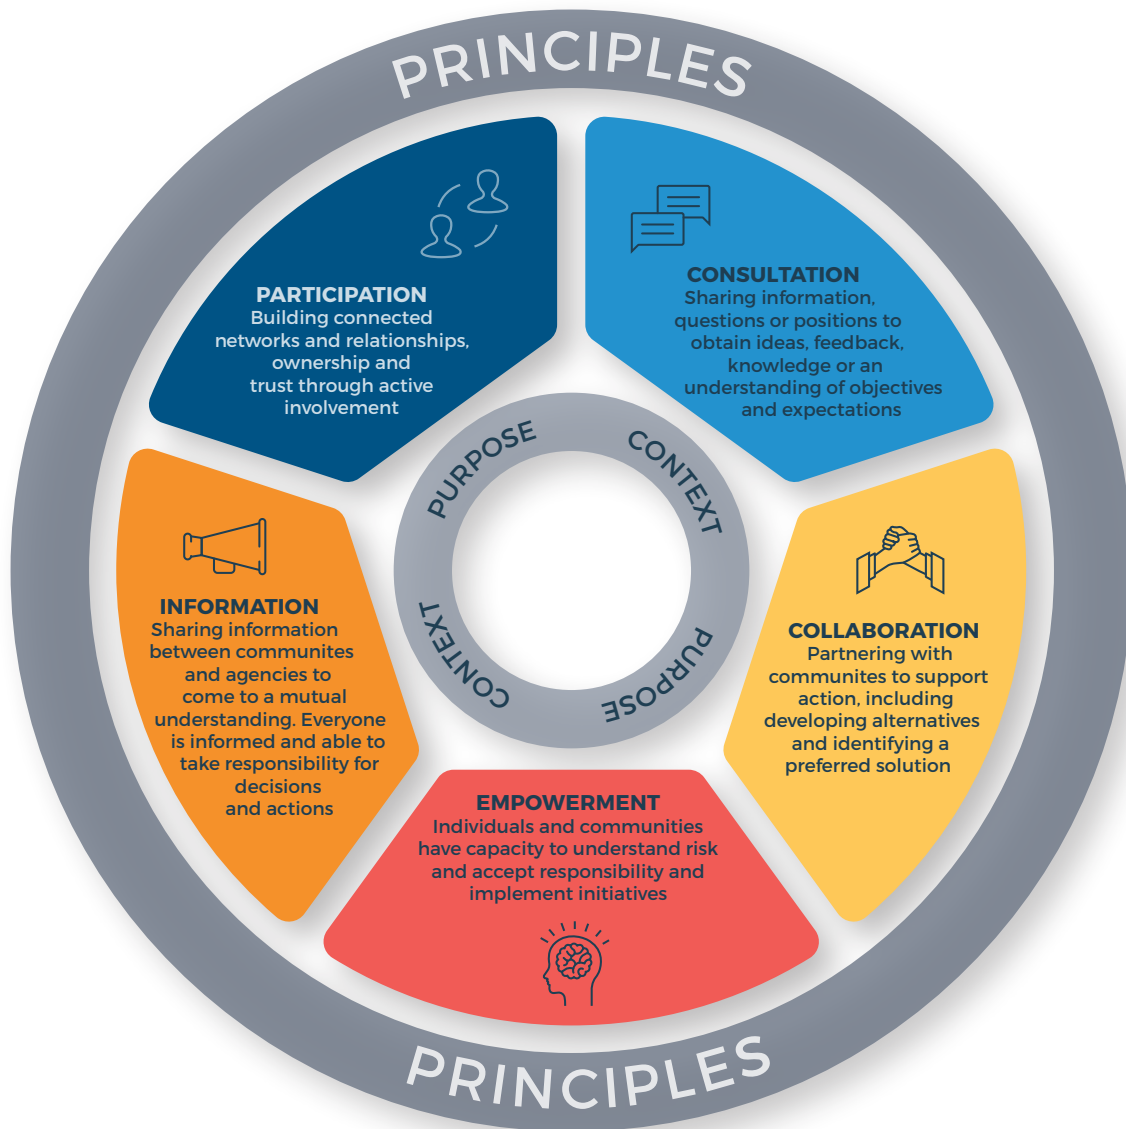 PRINCIPLES
PARTICIPATION
Building connected
networks and relationships,
ownership and
trust through active
involvement
CONSULTATION
Sharing information,
questions or positions to
obtain ideas, feedback,
knowledge or an
understanding of objectives
and expectations
PURPOSE
CONTEXT
INFORMATION
Sharing information
between communites
and agencies to
come to a mutual
understanding. Everyone
is informed and able to
take responsibility for
decisions
and actions
COLLABORATION
Partnering with
communites to support
action, including
developing alternatives
and identifying a
preferred solution
CONTEXT
PURPOSE
EMPOWERMENT
Individuals and communities
have capacity to understand risk
and accept responsibility and
implement initiatives
PRINCIPLES